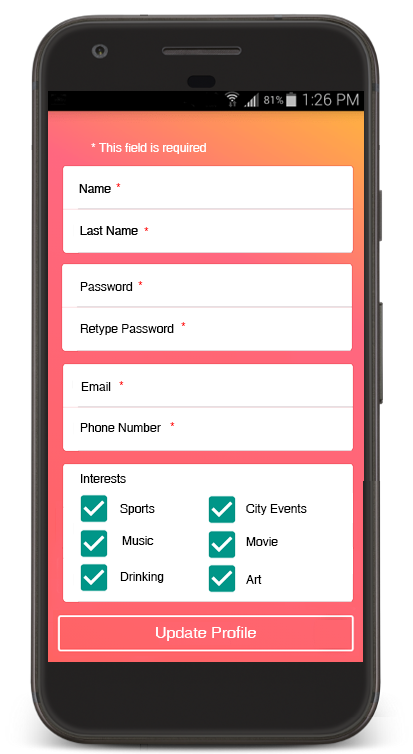 81% 1:26 PM
* This field is required
Name *
Last Name *
Password *
Retype Password *
Email *
Phone Number *
Interests
Sports City Events
Music Movie
Drinking Art
Update Profile